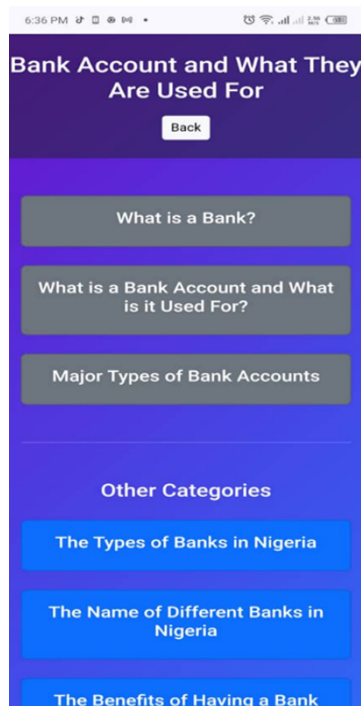 6:36 PM
Bank Account and What They
Are Used For
Back
What is a Bank?
What is a Bank Account and What
is it Used For?
Major Types of Bank Accounts
Other Categories
The Types of Banks in Nigeria
The Name of Different Banks in
Nigeria
The Benefits of Having a Bank